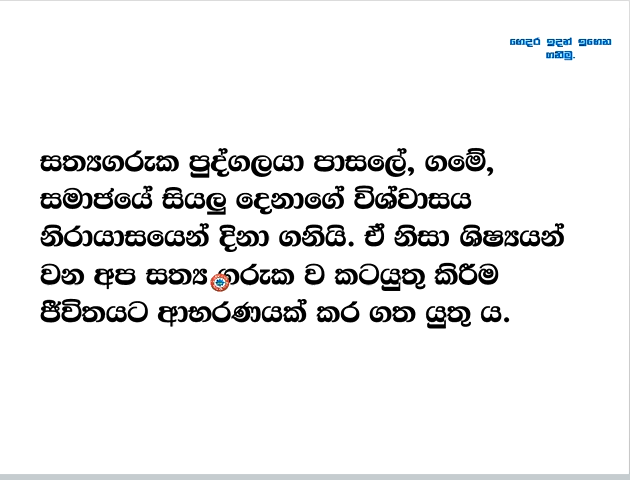 ගෙදර ඉඳන් ඉගෙන
ගනිමු.
සත්‍යගරුක පුද්ගලයා පාසලේ, ගමේ,
සමාජයේ සියලු දෙනාගේ විශ්වාසය
නිරායාසයෙන් දිනා ගනියි. ඒ නිසා ශිෂ්‍යයන්
වන අප සත්‍ය ගරුක ව කටයුතු කිරීම
ජීවිතයට ආභරණයක් කර ගත යුතු ය.